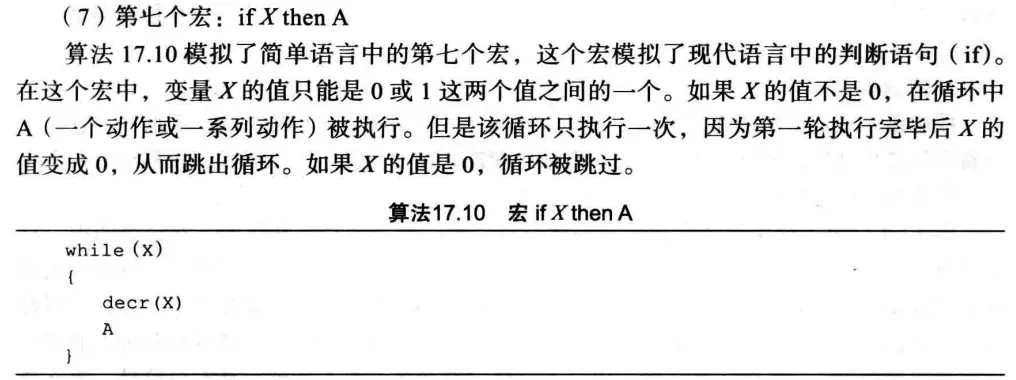 （7）第七个宏：if X then A
算法 17.10 模拟了简单语言中的第七个宏，这个宏模拟了现代语言中的判断语句（if）。
在这个宏中，变量 X 的值只能是 0 或 1 这两个值之间的一个。如果 X 的值不是 0，在循环中
A（一个动作或一系列动作）被执行。但是该循环只执行一次，因为第一轮执行完毕后 X 的
值变成 0，从而跳出循环。如果 X 的值是 0，循环被跳过。
算法17.10 宏 if X then A
while (X)
{
decr (X)
A
}